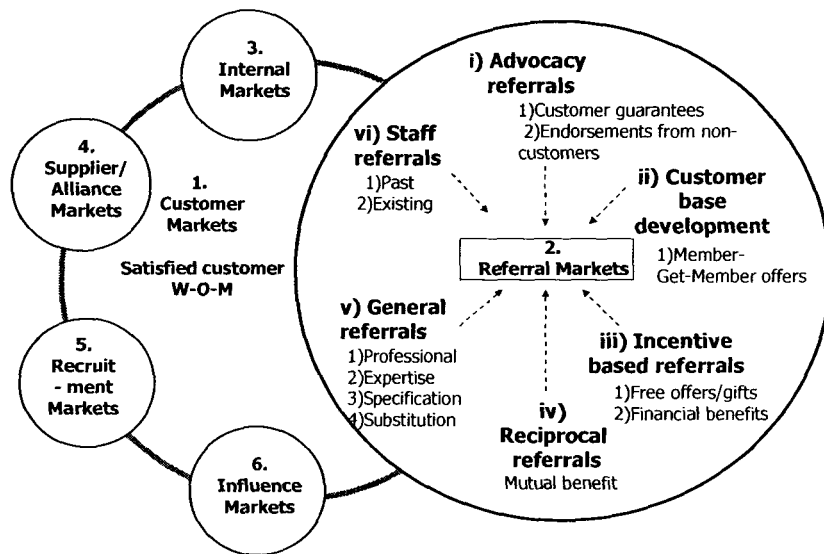 3.
Internal
Markets
4.
Supplier/
Alliance
Markets
1.
Customer
Markets
Satisfied customer
W-O-M
5.
Recruit
- ment
Markets
6.
Influence
Markets
i) Advocacy
referrals
1)Customer guarantees
2)Endorsements from non-
customers
vi) Staff
referrals
1)Past
2)Existing
ii) Customer
base
development
1)Member-
Get-Member offers
2.
Referral Markets
v) General
referrals
1)Professional
2)Expertise
3)Specification
4)Substitution
iii) Incentive
based referrals
1)Free offers/gifts
2)Financial benefits
iv)
Reciprocal
referrals
Mutual benefit